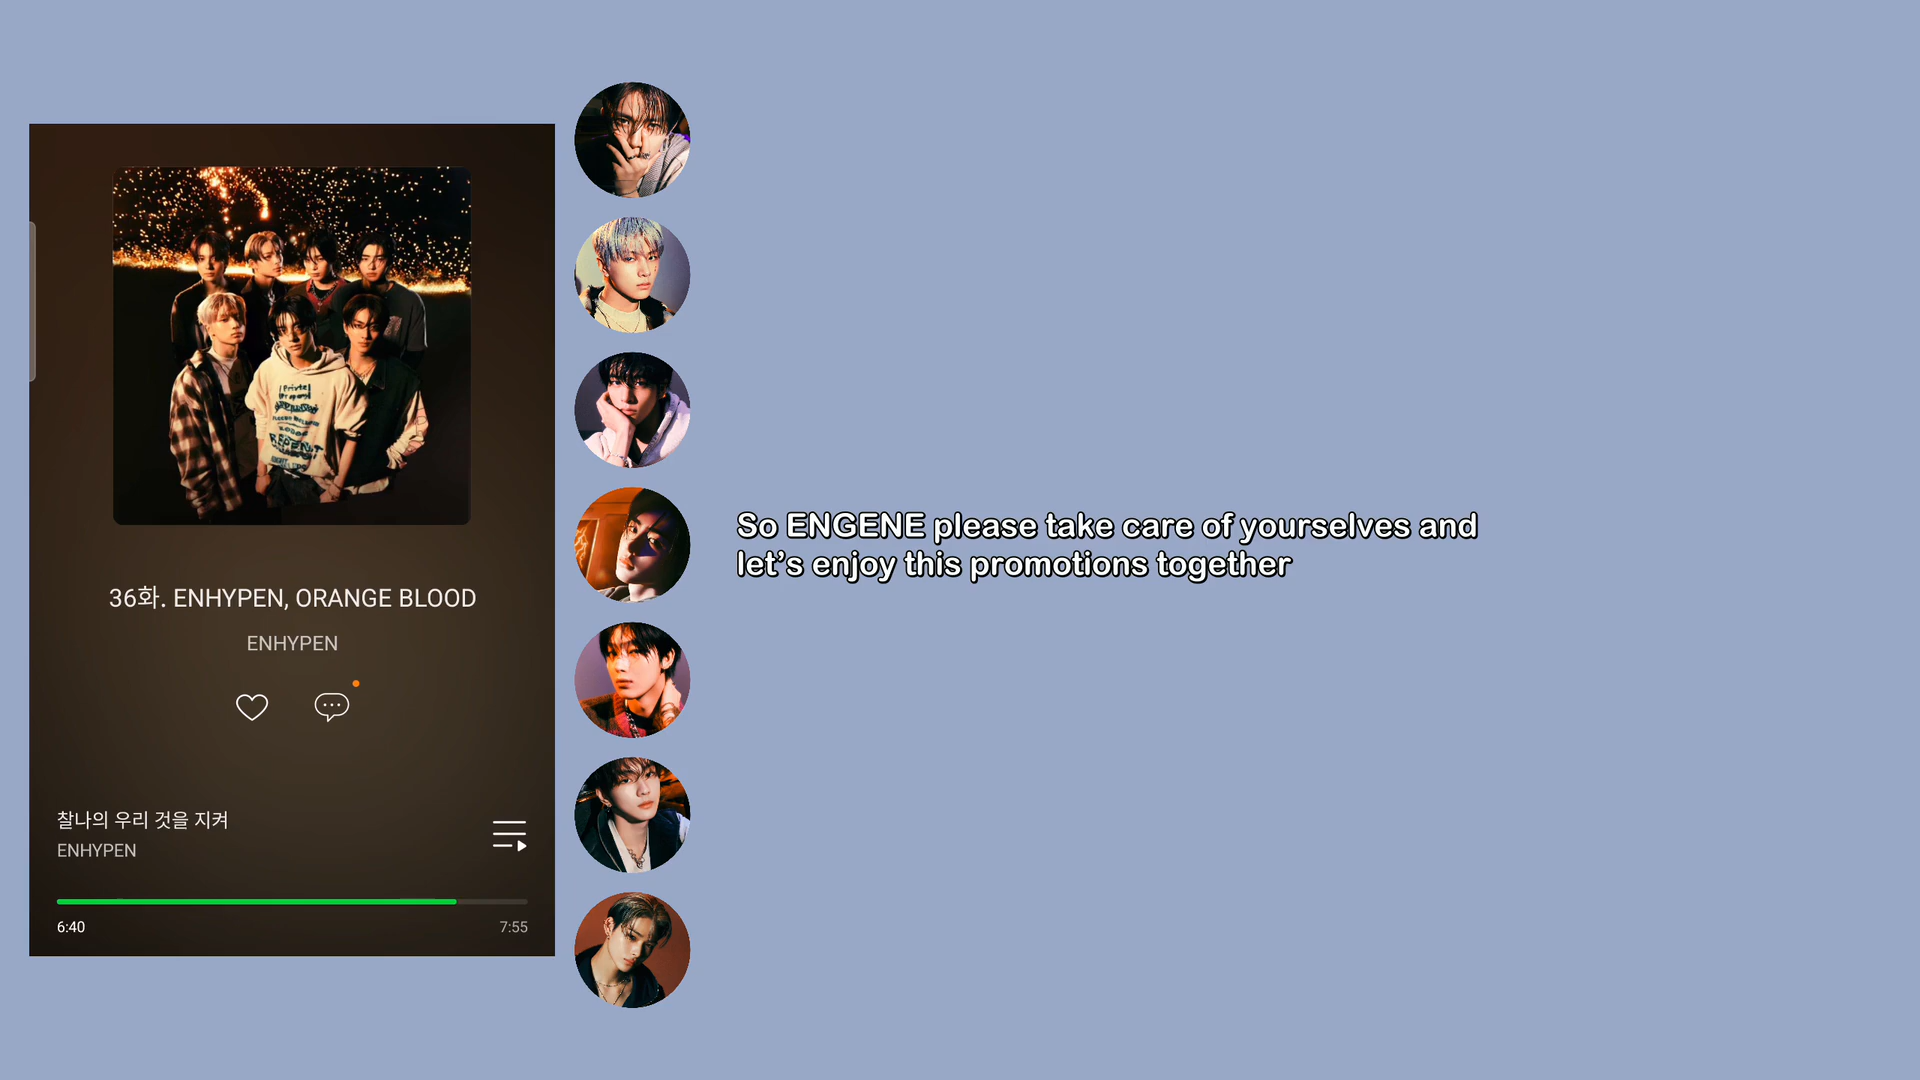 36화. ENHYPEN, ORANGE BLOOD
ENHYPEN
찰나의 우리 것을 지켜
ENHYPEN
6:40
7:55
So ENGENE please take care of yourselves and
let's enjoy this promotions together